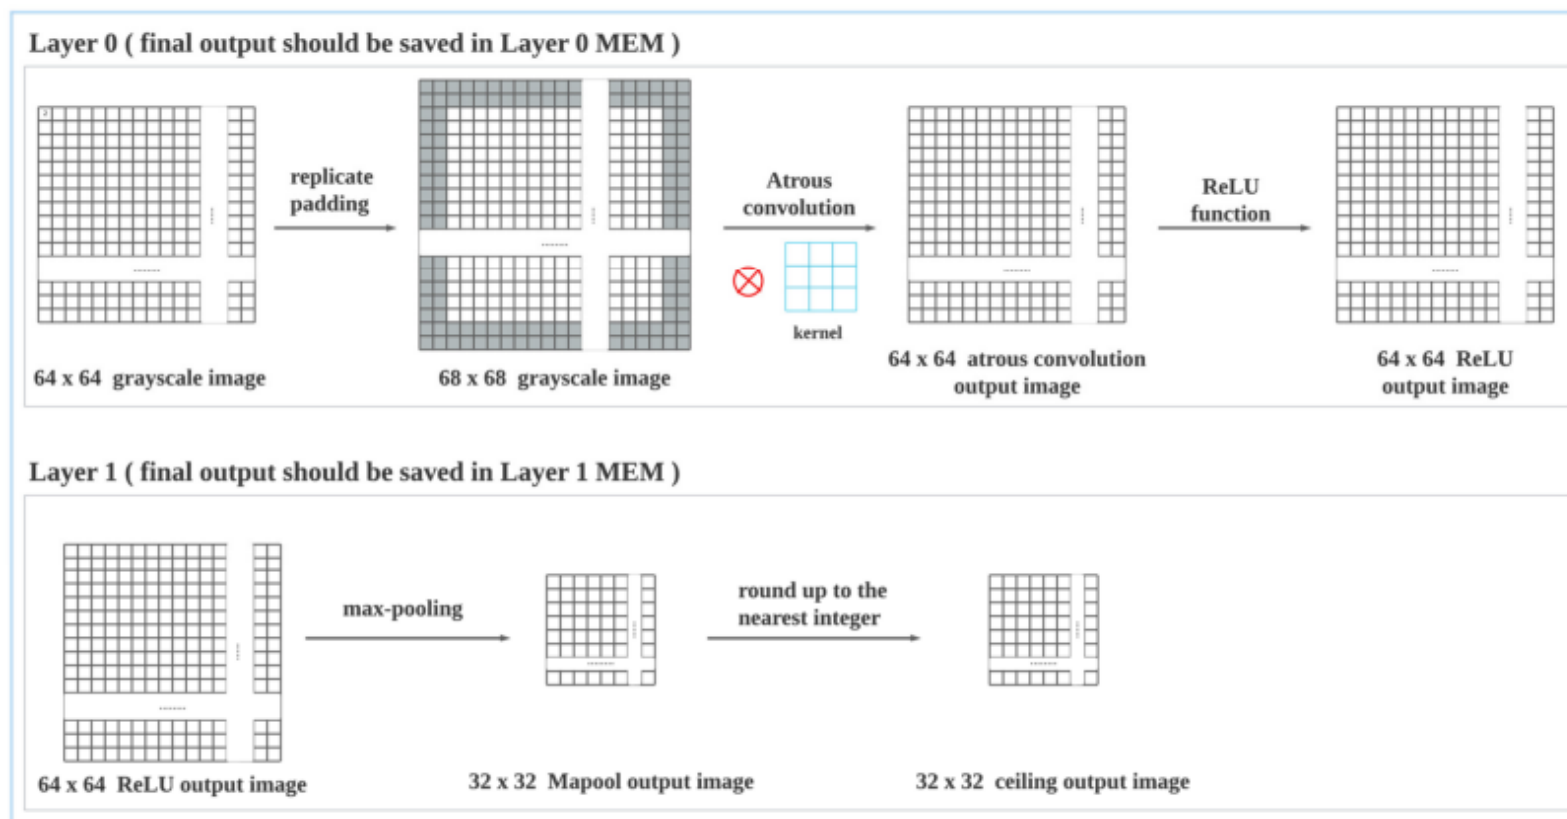 Layer 0 ( final output should be saved in Layer 0 MEM )
replicate
padding
Atrous
convolution
kernel
ReLU
function
64 x 64 grayscale image
68 x 68 grayscale image
64 x 64 atrous convolution
output image
64 x 64 ReLU
output image
Layer 1 ( final output should be saved in Layer 1 MEM )
max-pooling
round up to the
nearest integer
64 x 64 ReLU output image
32 x 32 Mapool output image
32 x 32 ceiling output image